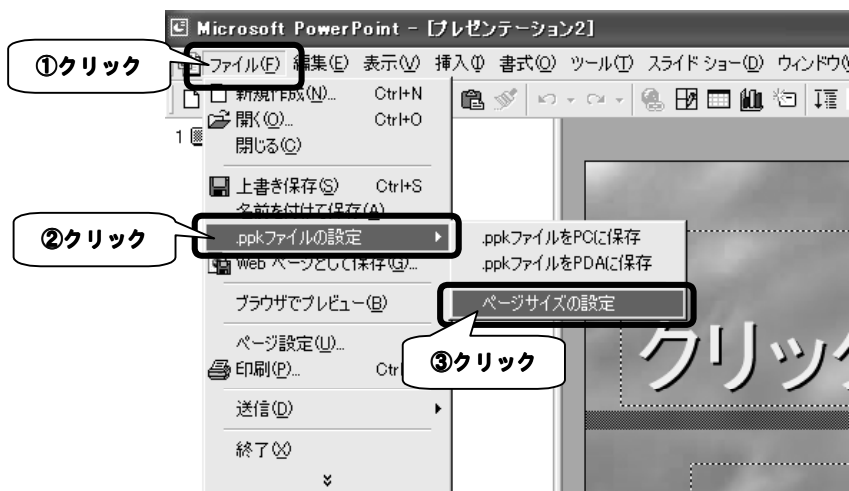 Microsoft PowerPoint - [プレゼンテーション2]
①クリック
ファイル(F) 編集(E) 表示(V) 挿入(I) 書式(O) ツール(T) スライド ショー(D) ウィンドウ(
新規作成(N)... Ctrl+N
開く(O)... Ctrl+O
1
閉じる(C)
上書き保存(S) Ctrl+S
名前を付けて保存(A)
②クリック
.ppkファイルの設定
.ppkファイルをPCに保存
Web ページとして保存(G)...
.ppkファイルをPDAに保存
ブラウザでプレビュー(B)
ページサイズの設定
ページ設定(U)...
③クリック
印刷(P)... Ctr
クリック
送信(D)
終了(X)